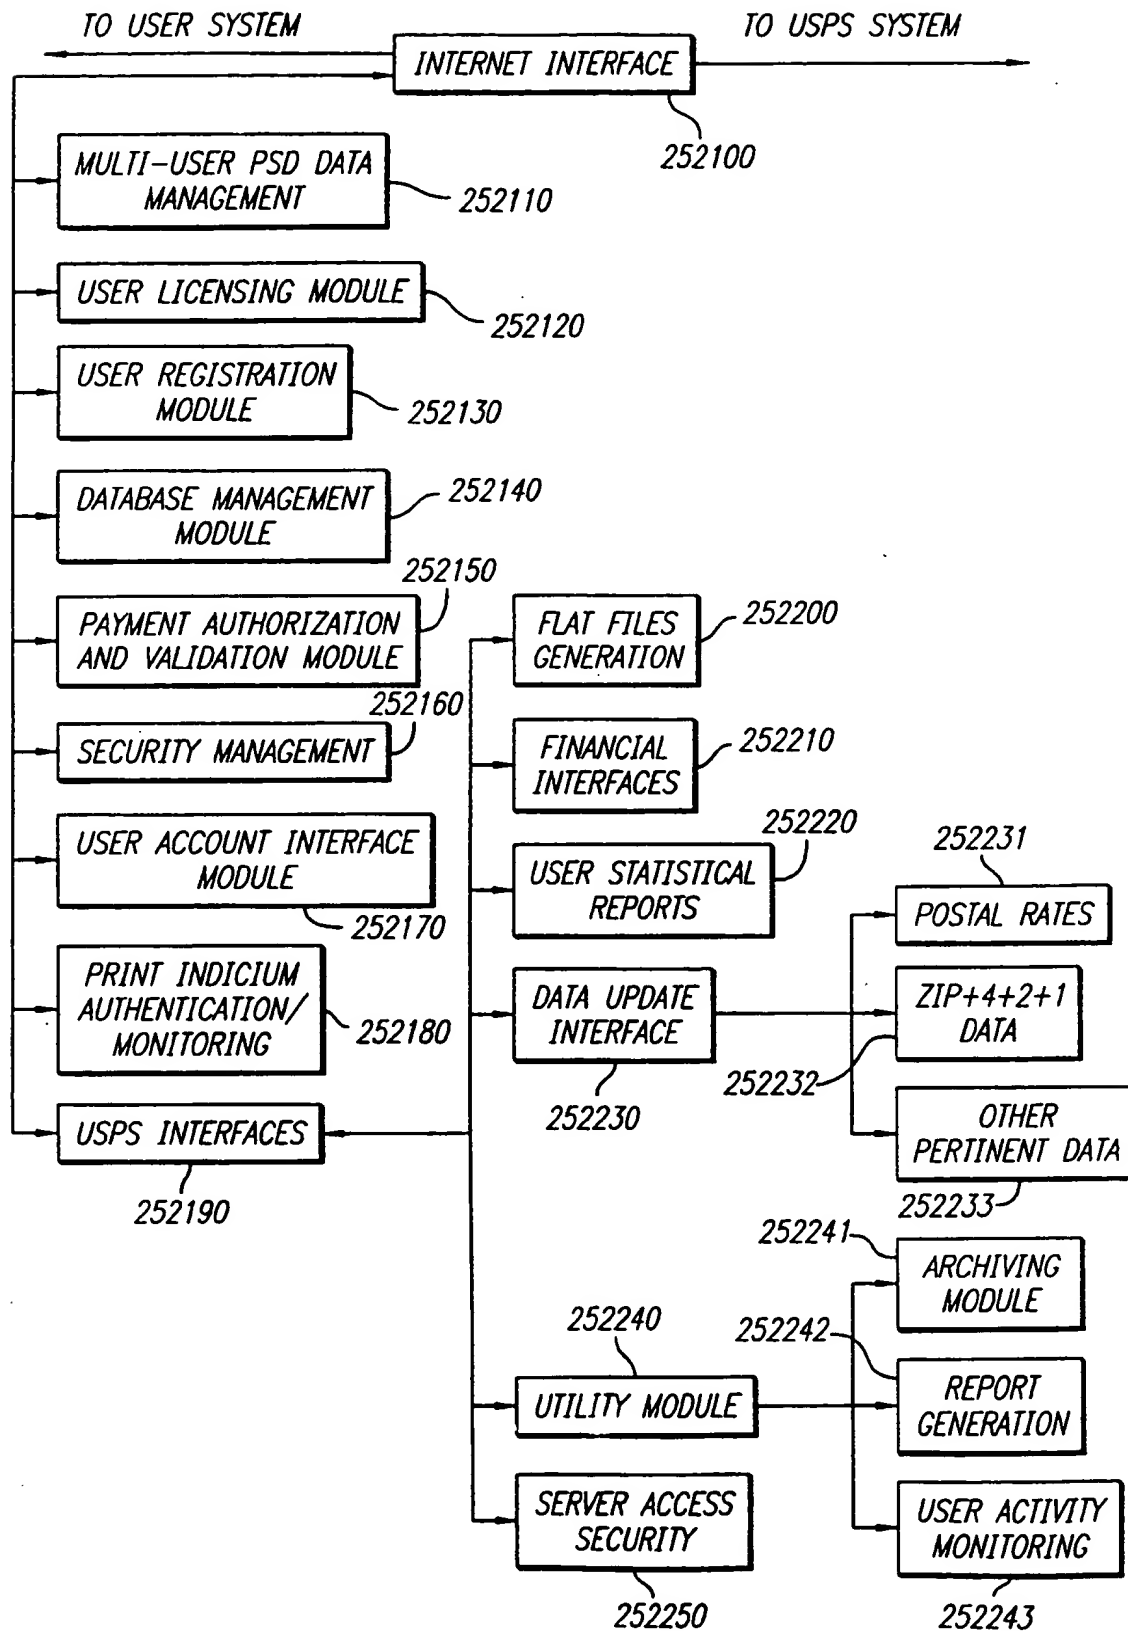 TO USER SYSTEM
TO USPS SYSTEM
INTERNET INTERFACE
252100
MULTI-USER PSD DATA
MANAGEMENT
252110
USER LICENSING MODULE
252120
USER REGISTRATION
MODULE
252130
DATABASE MANAGEMENT
MODULE
252140
252150
PAYMENT AUTHORIZATION
AND VALIDATION MODULE
252160
SECURITY MANAGEMENT
USER ACCOUNT INTERFACE
MODULE
252170
PRINT INDICIUM
AUTHENTICATION/
MONITORING
252180
USPS INTERFACES
252190
FLAT FILES
GENERATION
252200
FINANCIAL
INTERFACES
252210
252220
USER STATISTICAL
REPORTS
DATA UPDATE
INTERFACE
252230
252231
POSTAL RATES
ZIP+4+2+1
DATA
252232
OTHER
PERTINENT DATA
252233
252240
UTILITY MODULE
252241
ARCHIVING
MODULE
252242
REPORT
GENERATION
USER ACTIVITY
MONITORING
252243
SERVER ACCESS
SECURITY
252250